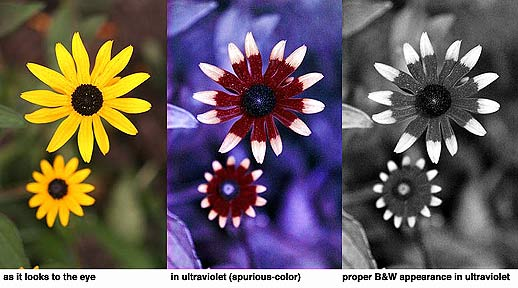 as it looks to the eye
in ultraviolet (spurious-color)
proper B&W appearance in ultraviolet